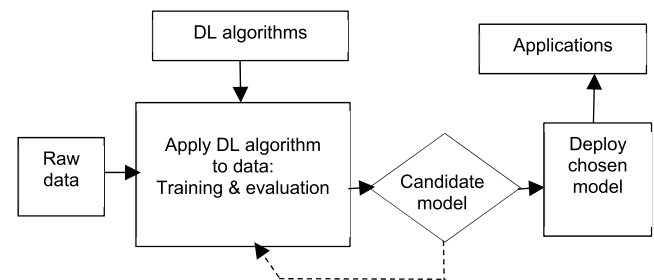 DL algorithms
Applications
Raw
data
Apply DL algorithm
to data:
Training & evaluation
Candidate
model
Deploy
chosen
model